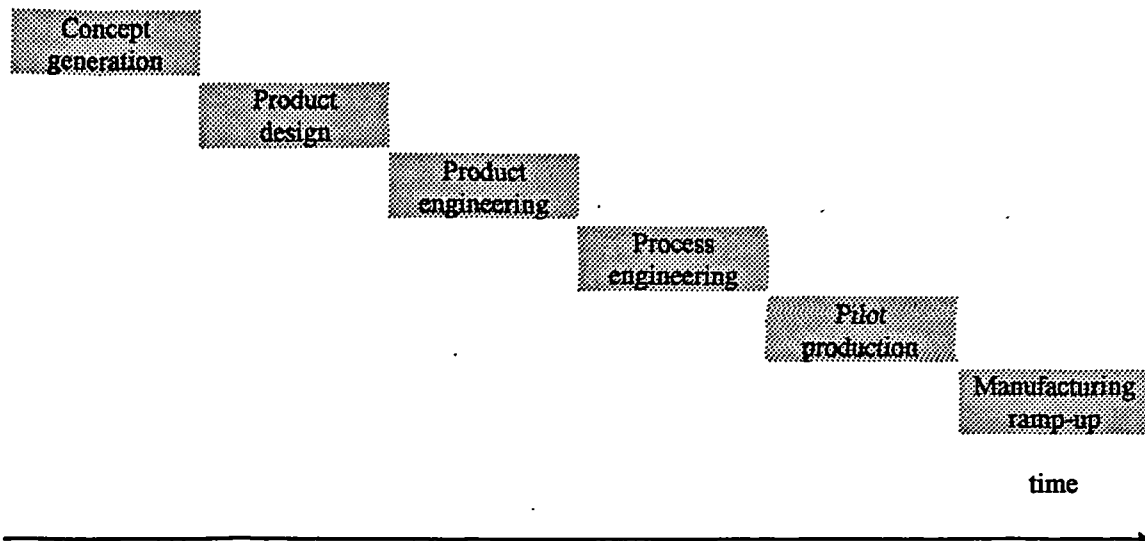 Concept
generation
Product
design
Product
engineering
Process
engineering
Pilot
production
Manufacturing
ramp-up
time